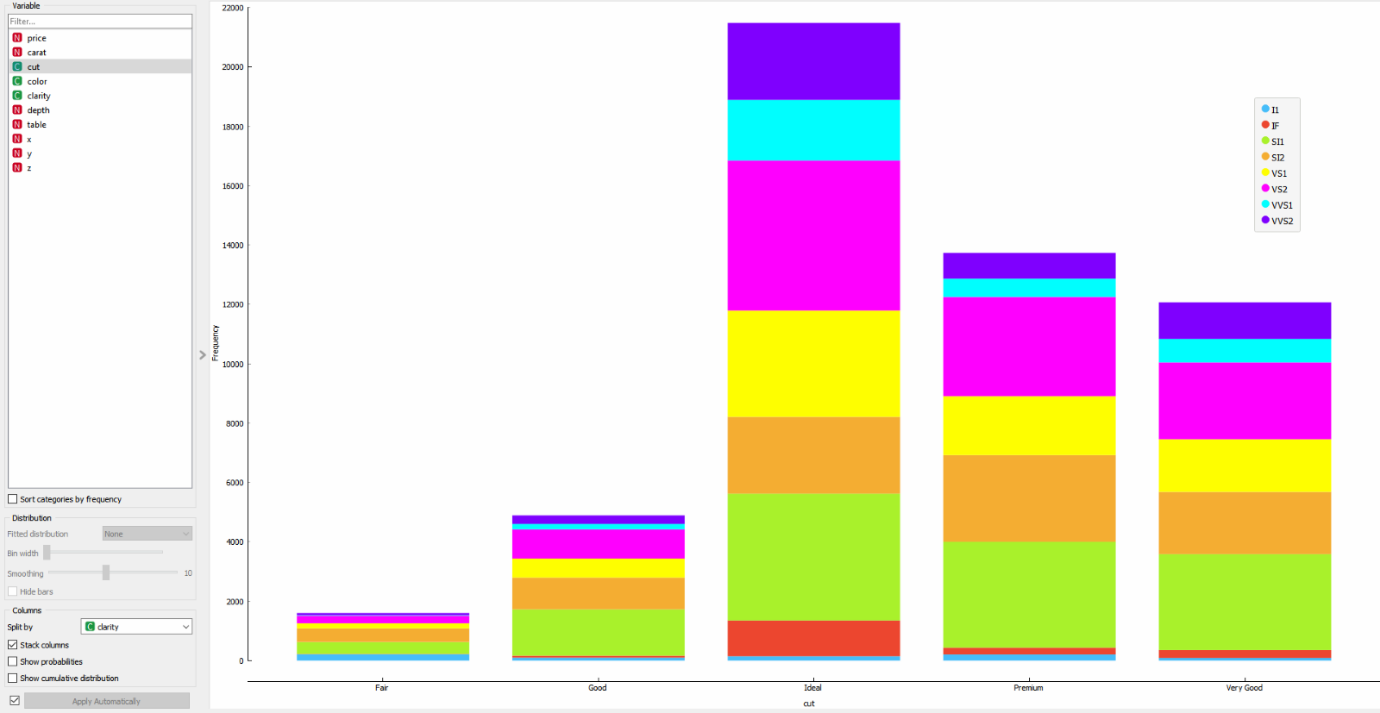 Variable
Filter...
N price
N carat
C cut
C color
C clarity
N depth
N table
N x
N y
N z
Sort categories by frequency
Distribution
Fitted distribution None
Bin width
Smoothing 10
Hide bars
Columns
Split by C clarity
Stack columns
Show probabilities
Show cumulative distribution
Apply Automatically
Frequency
22000
20000
18000
16000
14000
12000
10000
8000
6000
4000
2000
0
Fair Good Ideal Premium Very Good
cut
I1
IF
SI1
SI2
VS1
VS2
VVS1
VVS2